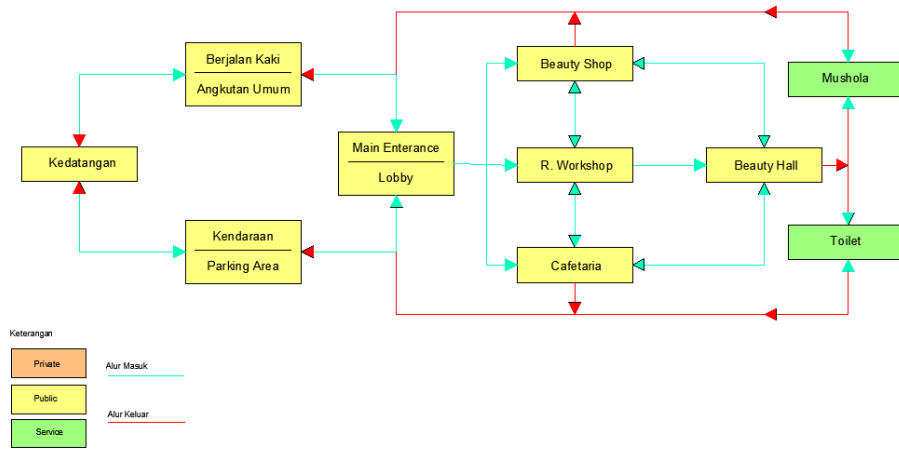 Berjalan Kaki
Angkutan Umum
Beauty Shop
Mushola
Kedatangan
Main Enterance
Lobby
R. Workshop
Beauty Hall
Kendaraan
Parking Area
Cafetaria
Toilet
Keterangan
Private
Alur Masuk
Public
Alur Keluar
Service